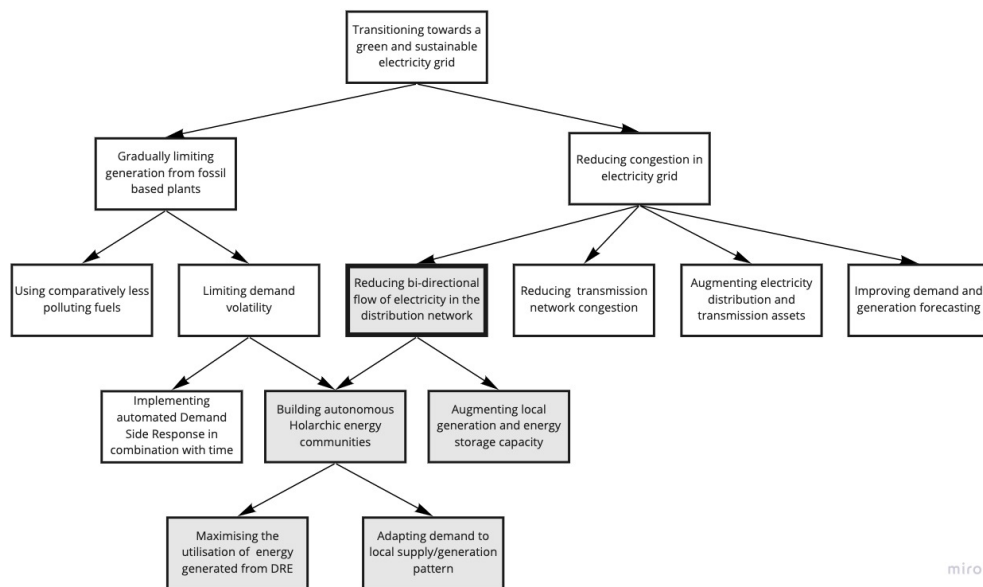 Transitioning towards a
green and sustainable
electricity grid
Gradually limiting
generation from fossil
based plants
Reducing congestion in
electricity grid
Using comparatively less
polluting fuels
Limiting demand
volatility
Reducing bi-directional
flow of electricity in the
distribution network
Reducing transmission
network congestion
Augmenting electricity
distribution and
transmission assets
Improving demand and
generation forecasting
Implementing
automated Demand
Side Response in
combination with time
Building autonomous
Holarchic energy
communities
Augmenting local
generation and energy
storage capacity
Maximising the
utilisation of energy
generated from DRE
Adapting demand to
local supply/generation
pattern
miro